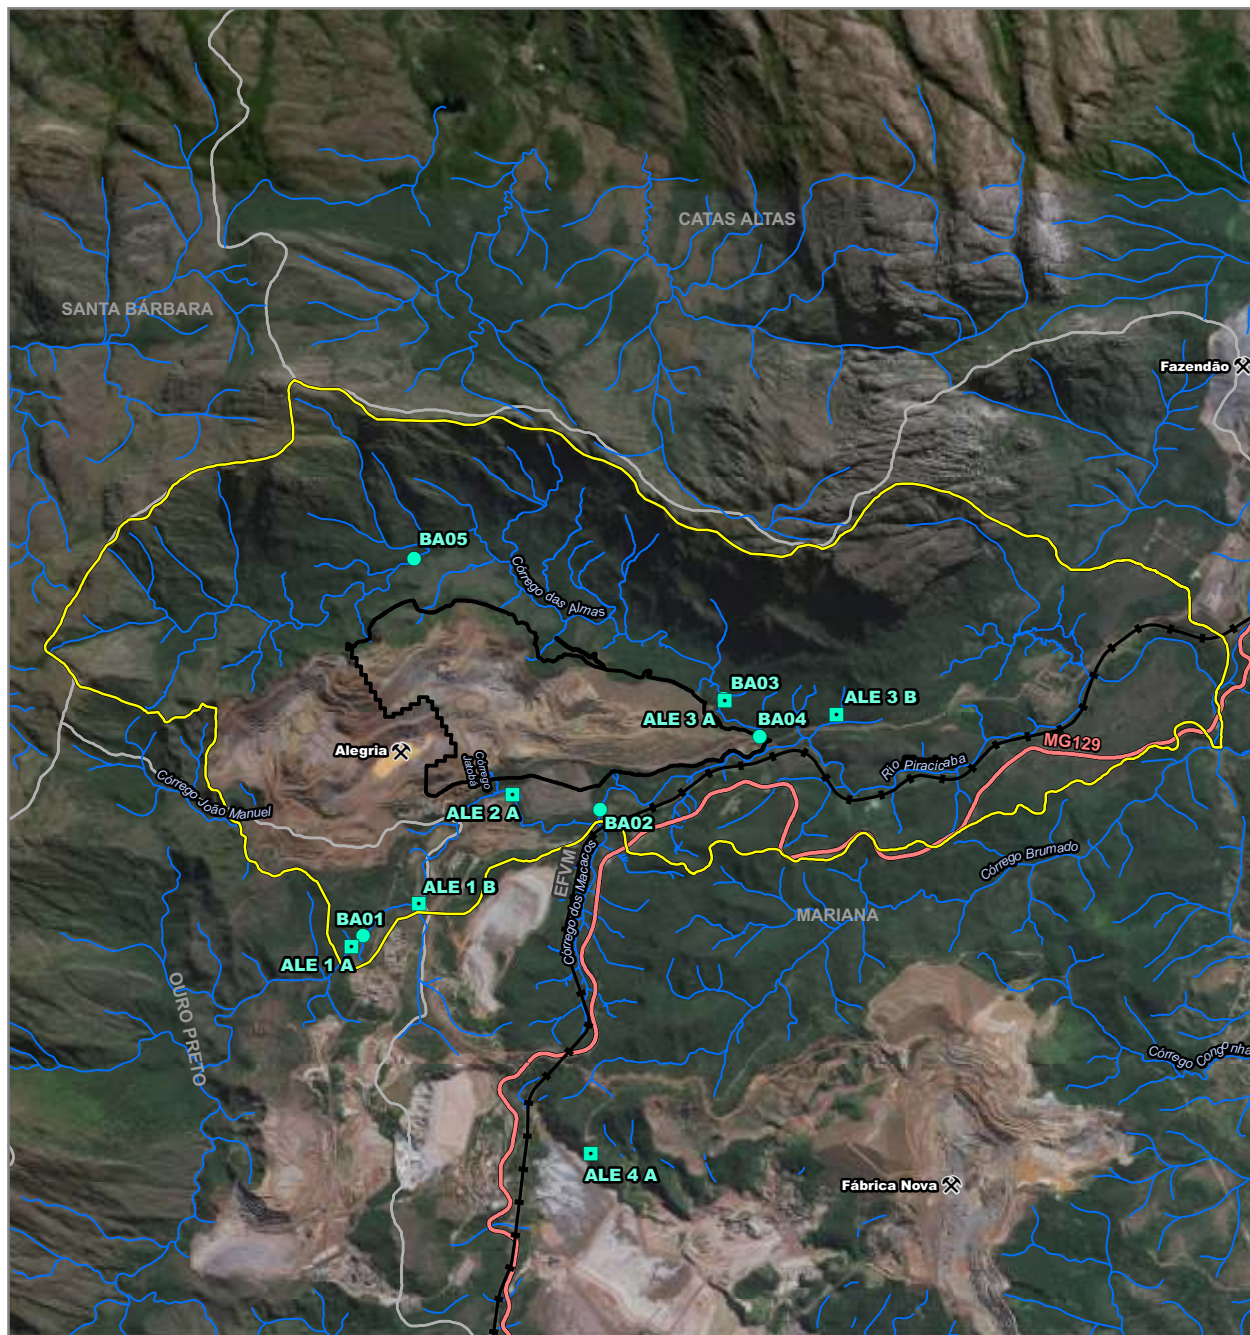 CATAS ALTAS
SANTA BÁRBARA
Fazendão
BA05
Córrego das Almas
BA03
ALE 3 A
ALE 3 B
BA04
MG129
Alegria
Córrego
Jatobá
Rio Piracicaba
Córrego João Manuel
ALE 2 A
BA02
EFVM
Córrego dos Macacos
Córrego Brumado
ALE 1 B
MARIANA
BA01
ALE 1 A
OURO PRETO
Córrego Congonha
ALE 4 A
Fábrica Nova